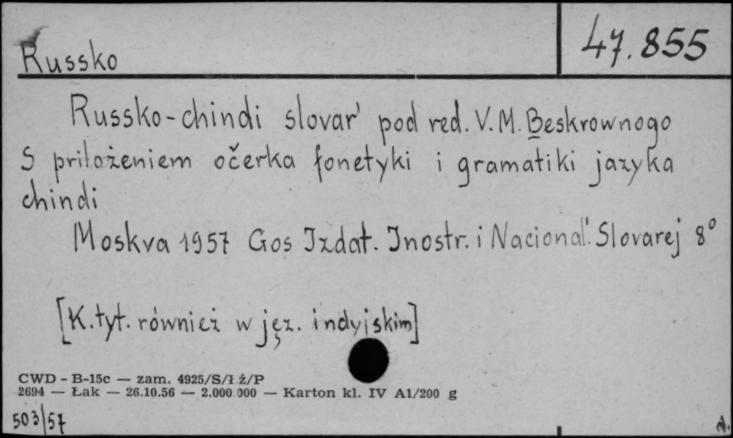 47.855
Russko
Russko-chindi slovar' pod red. V.M. Beskrownogo
S priłożeniem očerka fonetyki i gramatiki jazyka
chindi
Moskva 1957 Gos Izdat. Inostr. i Nacional'. Slovarej 8°
[K.tyt. również w jęz. indyjskim]
CWD - B-15c — zam. 4925/S/Łź/P
2694 — Łak — 26.10.56 — 2.000.000 — Karton kl. IV A1/200 g
503/57